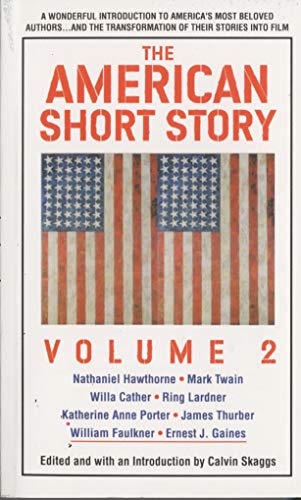 A WONDERFUL INTRODUCTION TO AMERICA'S MOST BELOVED
AUTHORS...AND THE TRANSFORMATION OF THEIR STORIES INTO FILM
THE
AMERICAN
SHORT STORY
VOLUME 2
Nathaniel Hawthorne • Mark Twain
Willa Cather • Ring Lardner
Katherine Anne Porter • James Thurber
William Faulkner • Ernest J. Gaines
Edited and with an Introduction by Calvin Skaggs